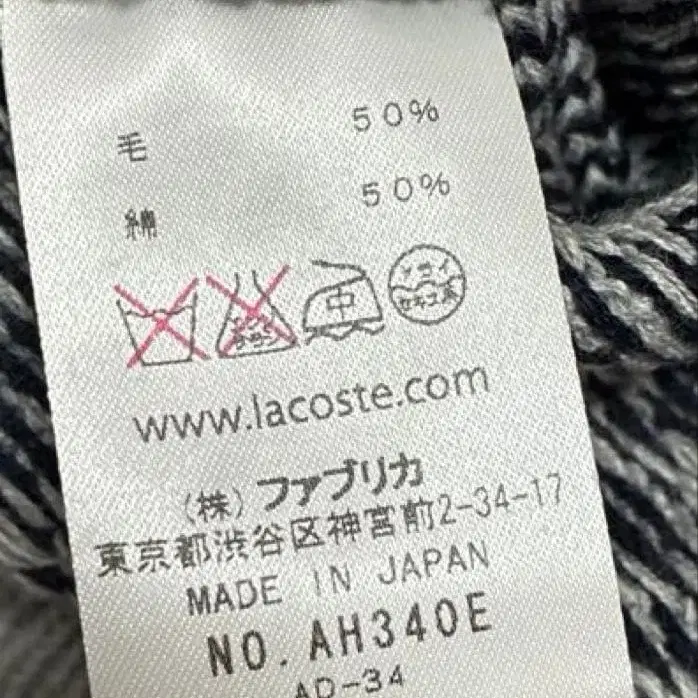 毛 50%
綿 50%
中
ドライ
セキユ系
www.lacoste.com
(株)ファブリカ
東京都渋谷区神宮前2-34-17
MADE IN JAPAN
NO.AH340E
AD-34